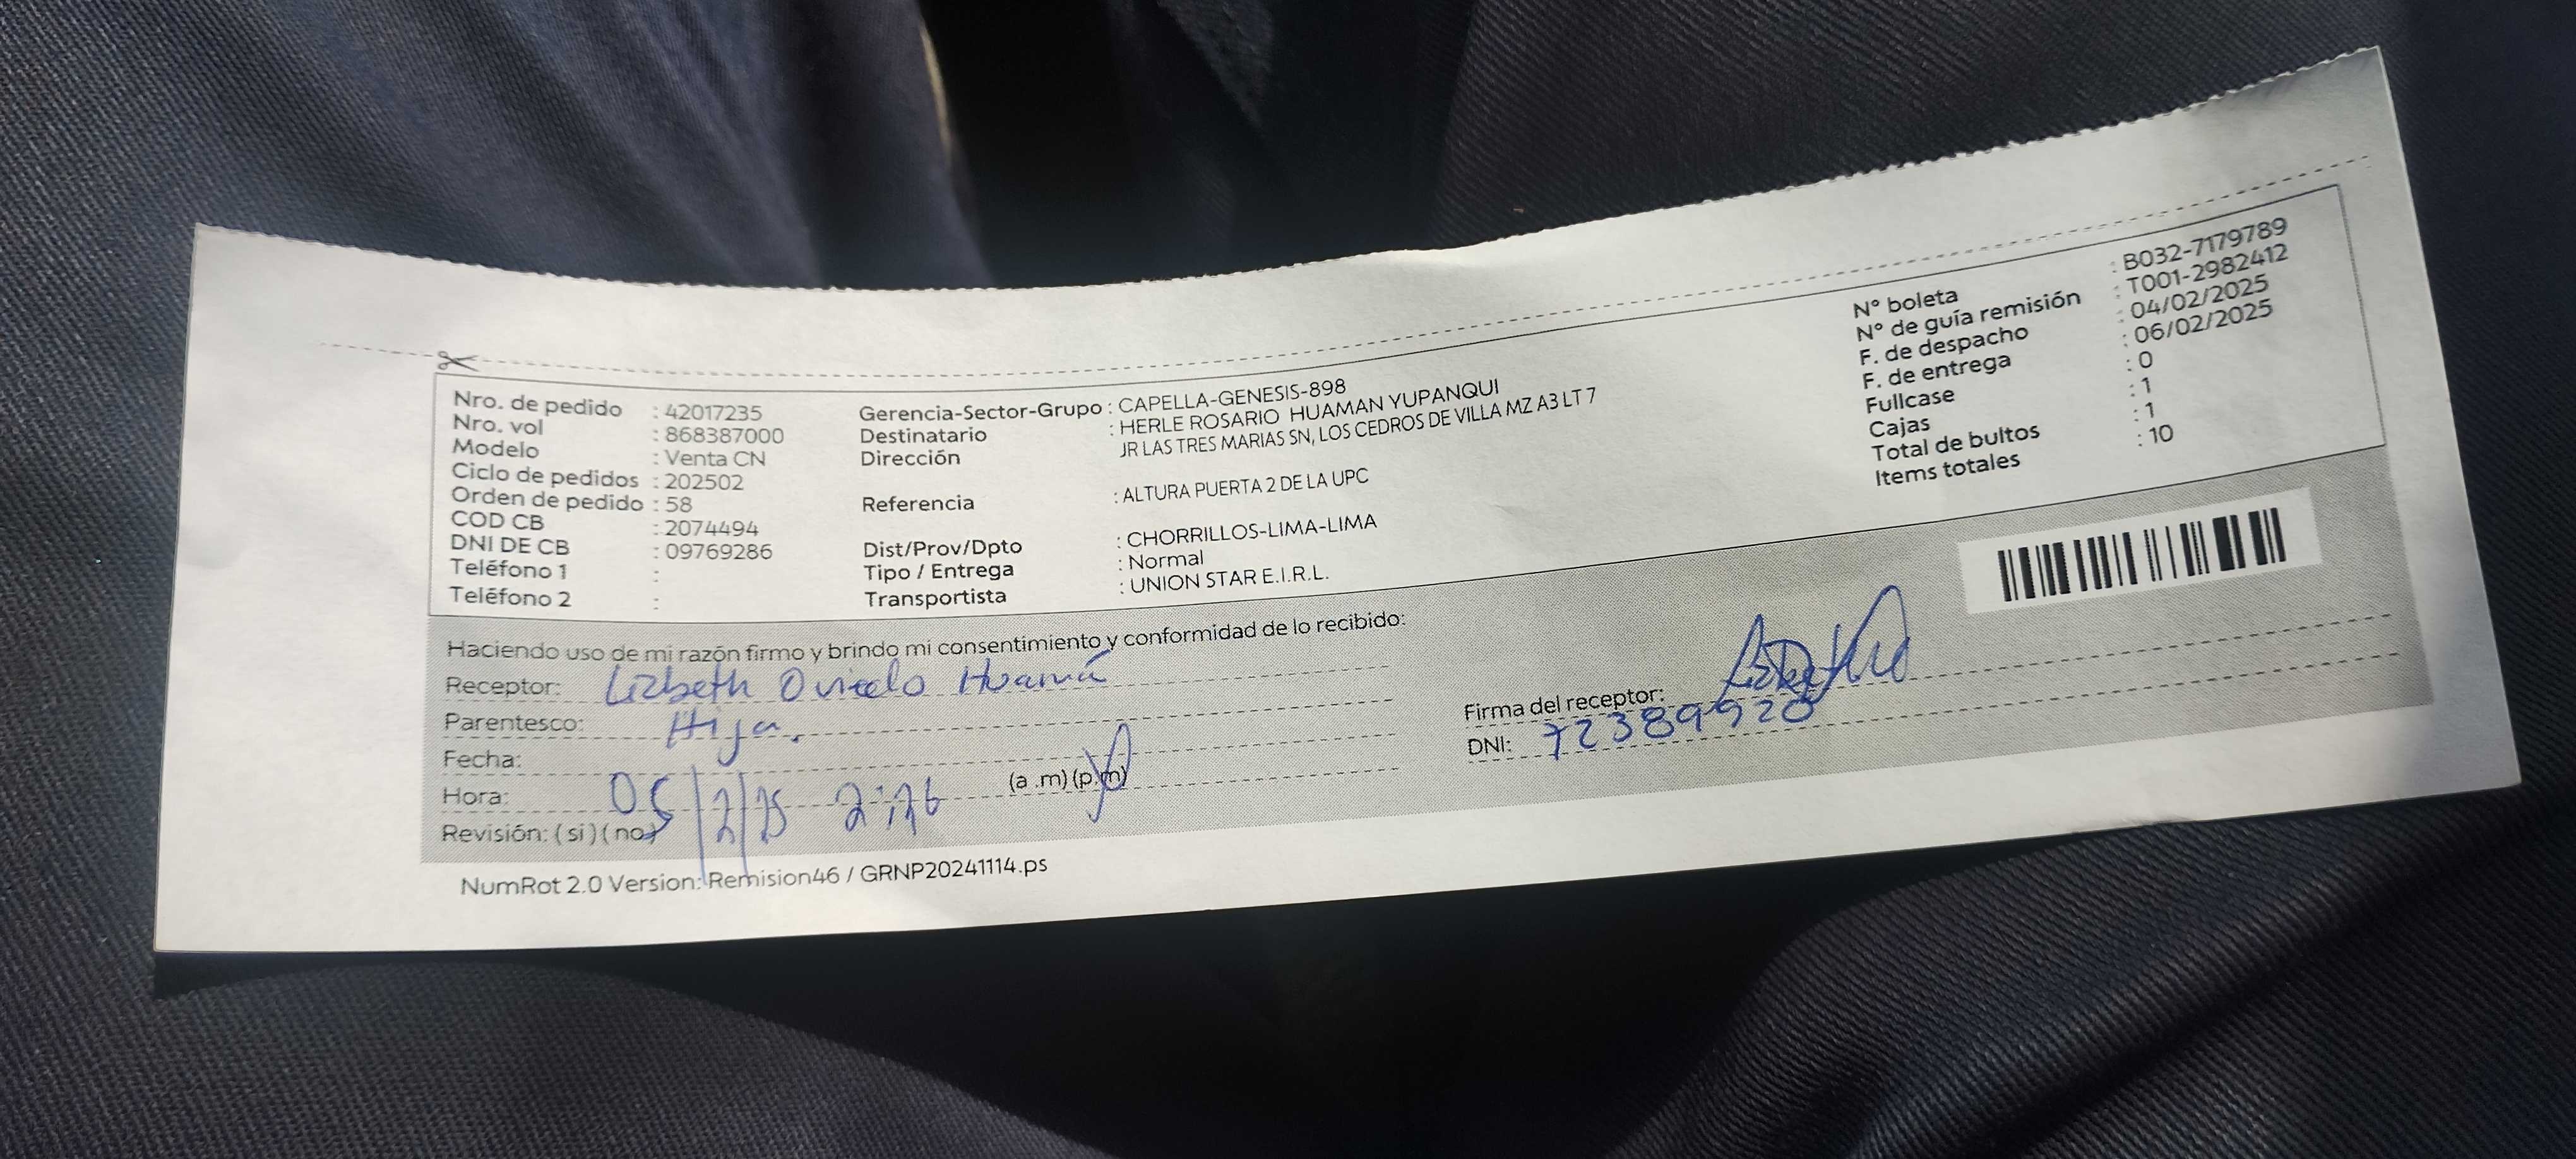 Nro. de pedido : 42017235
Nro. vol : 868387000
Modelo : Venta CN
Ciclo de pedidos : 202502
Orden de pedido : 58
COD CB : 2074494
DNI DE CB : 09769286
Teléfono 1 :
Teléfono 2 :
Gerencia-Sector-Grupo : CAPELLA-GENESIS-898
Destinatario : HERLE ROSARIO HUAMAN YUPANQUI
Dirección JR LAS TRES MARIAS SN, LOS CEDROS DE VILLA MZ A3 LT 7
Referencia : ALTURA PUERTA 2 DE LA UPC
Dist/Prov/Dpto : CHORRILLOS-LIMA-LIMA
Tipo / Entrega : Normal
Transportista : UNION STAR E.I.R.L.
N° boleta : B032-7179789
N° de guía remisión : T001-2982412
F. de despacho : 04/02/2025
F. de entrega : 06/02/2025
Fullcase : 0
Cajas : 1
Total de bultos : 1
Items totales : 10
Haciendo uso de mi razón firmo y brindo mi consentimiento y conformidad de lo recibido:
Receptor: Lizbeth Oviedo Huamá
Parentesco: Hija.
Fecha:
Hora: 05/2/25 2:26 (a .m) (p.m)
Revisión: ( si ) ( no )
Firma del receptor:
DNI: 72389920
NumRot 2.0 Version: Remision46 / GRNP20241114.ps